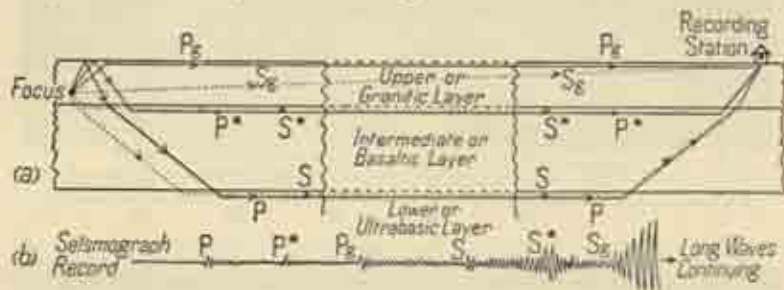 Recording
Station
Pg Pg
Focus Sg Upper or Sg
Granitic Layer
P* S* S* P*
Intermediate or
Basaltic Layer
(a) S S
P Lower or P
Ultrabasic Layer
(b) Seismograph P P* Pg S S* Sg Long Waves
Record Continuing